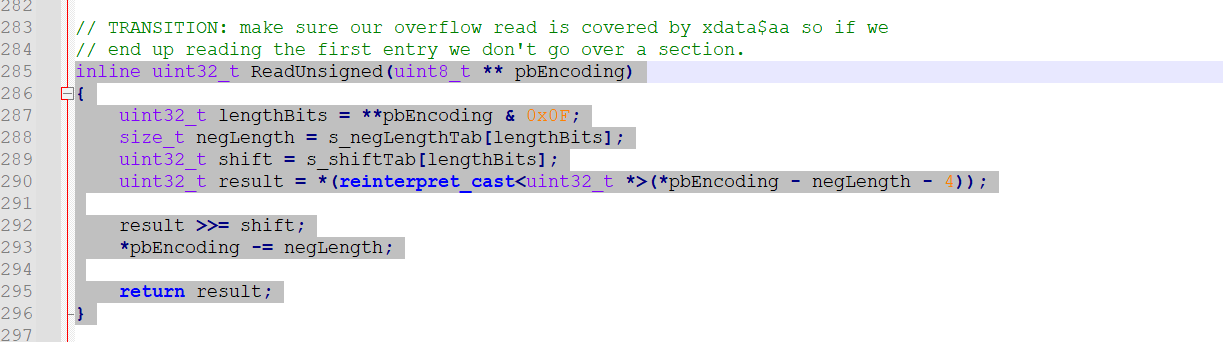 282
283 // TRANSITION: make sure our overflow read is covered by xdata$aa so if we
284 // end up reading the first entry we don't go over a section.
285 inline uint32_t ReadUnsigned(uint8_t ** pbEncoding)
286 {
287 uint32_t lengthBits = **pbEncoding & 0x0F;
288 size_t negLength = s_negLengthTab[lengthBits];
289 uint32_t shift = s_shiftTab[lengthBits];
290 uint32_t result = *(reinterpret_cast<uint32_t *>(*pbEncoding - negLength - 4));
291
292 result >>= shift;
293 *pbEncoding -= negLength;
294
295 return result;
296 }
297